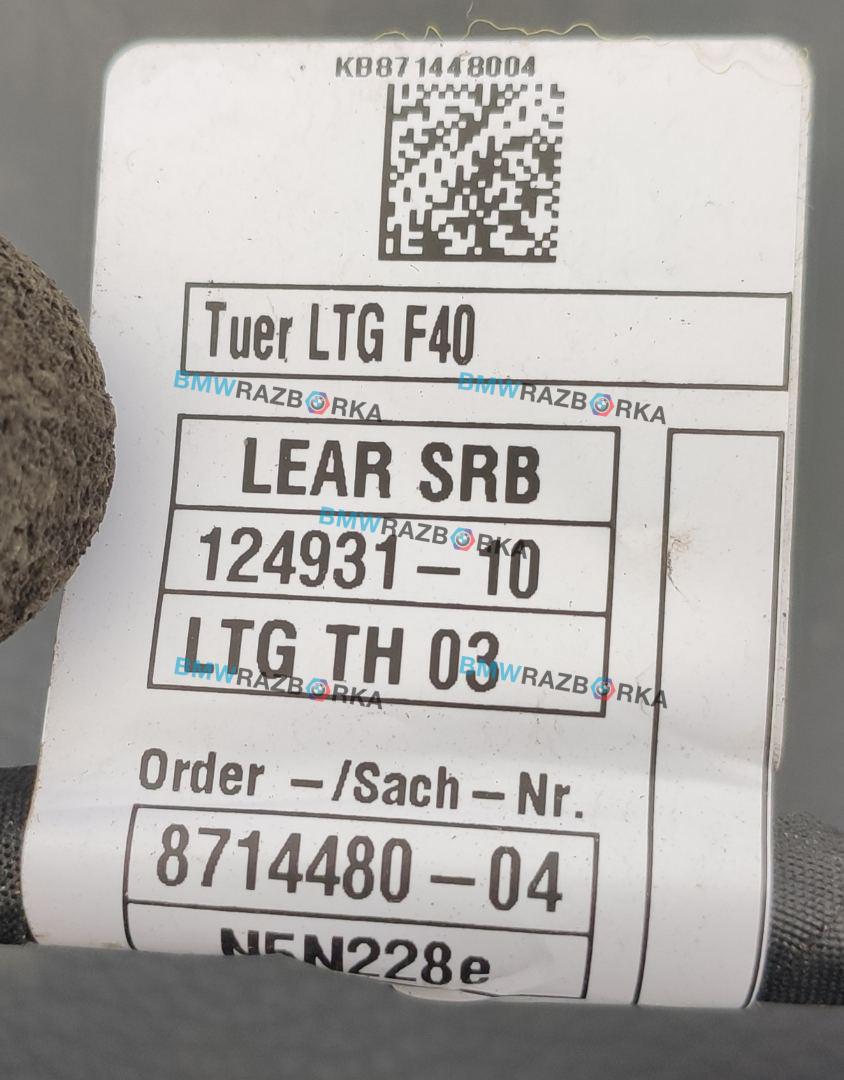 KB871448004
Tuer LTG F40
BMWRAZBORKA
BMWRAZBORKA
LEAR SRB
BMWRAZBORKA
124931-10
LTG TH 03
BMWRAZBORKA
BMWRAZBORKA
Order -/Sach-Nr.
8714480-04
N5N228e